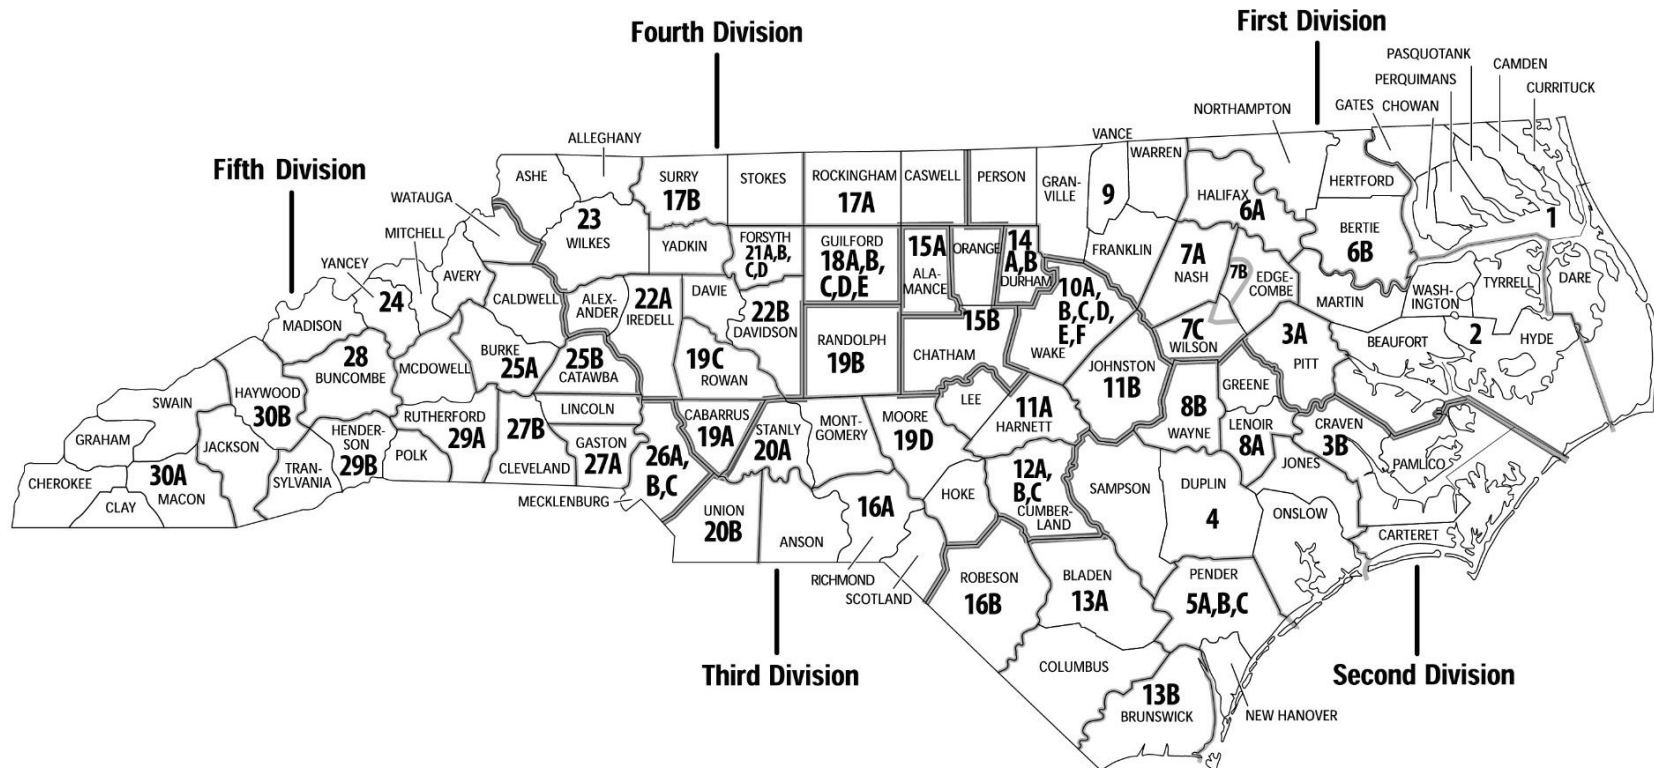 Fourth Division
First Division
PASQUOTANK
CAMDEN
PERQUIMANS
CURRITUCK
NORTHAMPTON
GATES
CHOWAN
VANCE
ALLEGHANY
Fifth Division
WARREN
ASHE
SURRY
17B
STOKES
ROCKINGHAM
17A
CASWELL
PERSON
GRAN-
VILLE
9
HALIFAX
6A
HERTFORD
1
WATAUGA
23
WILKES
YADKIN
FORSYTH
21A,B,
C,D
GUILFORD
18A,B,
C,D,E
15A
ALA-
MANCE
ORANGE
14
A,B
DURHAM
FRANKLIN
7A
NASH
7B
EDGE-
COMBE
BERTIE
6B
MITCHELL
YANCEY
AVERY
24
CALDWELL
ALEX-
ANDER
22A
IREDELL
DAVIE
22B
DAVIDSON
10A,
B,C,D,
E,F
WAKE
MARTIN
WASH-
INGTON
TYRRELL
DARE
MADISON
28
BUNCOMBE
MCDOWELL
BURKE
25A
25B
CATAWBA
19C
ROWAN
RANDOLPH
19B
15B
CHATHAM
7C
WILSON
3A
PITT
BEAUFORT
2
HYDE
JOHNSTON
11B
SWAIN
HAYWOOD
30B
LEE
GREENE
GRAHAM
JACKSON
HENDER-
SON
29B
RUTHERFORD
29A
27B
LINCOLN
CABARRUS
19A
STANLY
20A
MONT-
GOMERY
MOORE
19D
11A
HARNETT
8B
WAYNE
LENOIR
8A
CRAVEN
3B
JONES
PAMLICO
CHEROKEE
30A
MACON
CLAY
TRAN-
SYLVANIA
POLK
CLEVELAND
GASTON
27A
26A,
B,C
MECKLENBURG
HOKE
12A,
B,C
CUMBER-
LAND
SAMPSON
DUPLIN
4
ONSLOW
CARTERET
UNION
20B
ANSON
16A
RICHMOND
SCOTLAND
ROBESON
16B
BLADEN
13A
PENDER
5A,B,C
Third Division
COLUMBUS
13B
BRUNSWICK
NEW HANOVER
Second Division